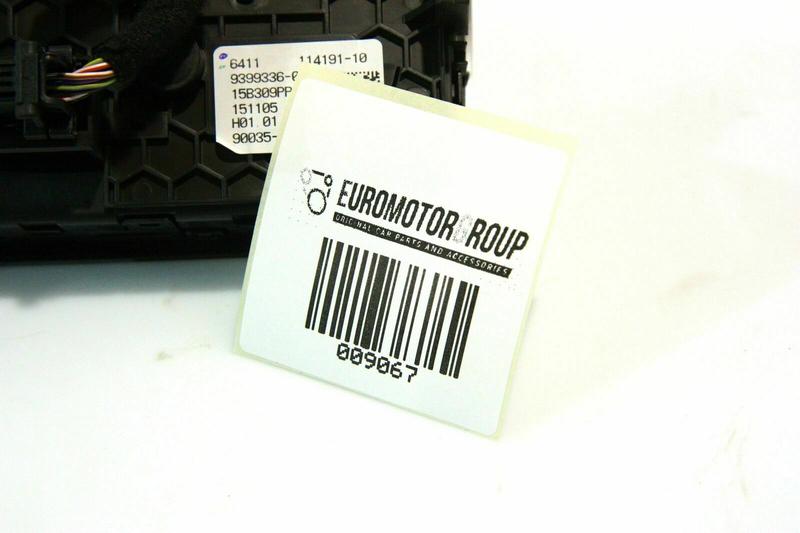 6411 114191-10
9399336-0
15B309PP
151105
H01 01
90035-
EUROMOTORGROUP
ORIGINAL CAR PARTS AND ACCESSORIES
009067